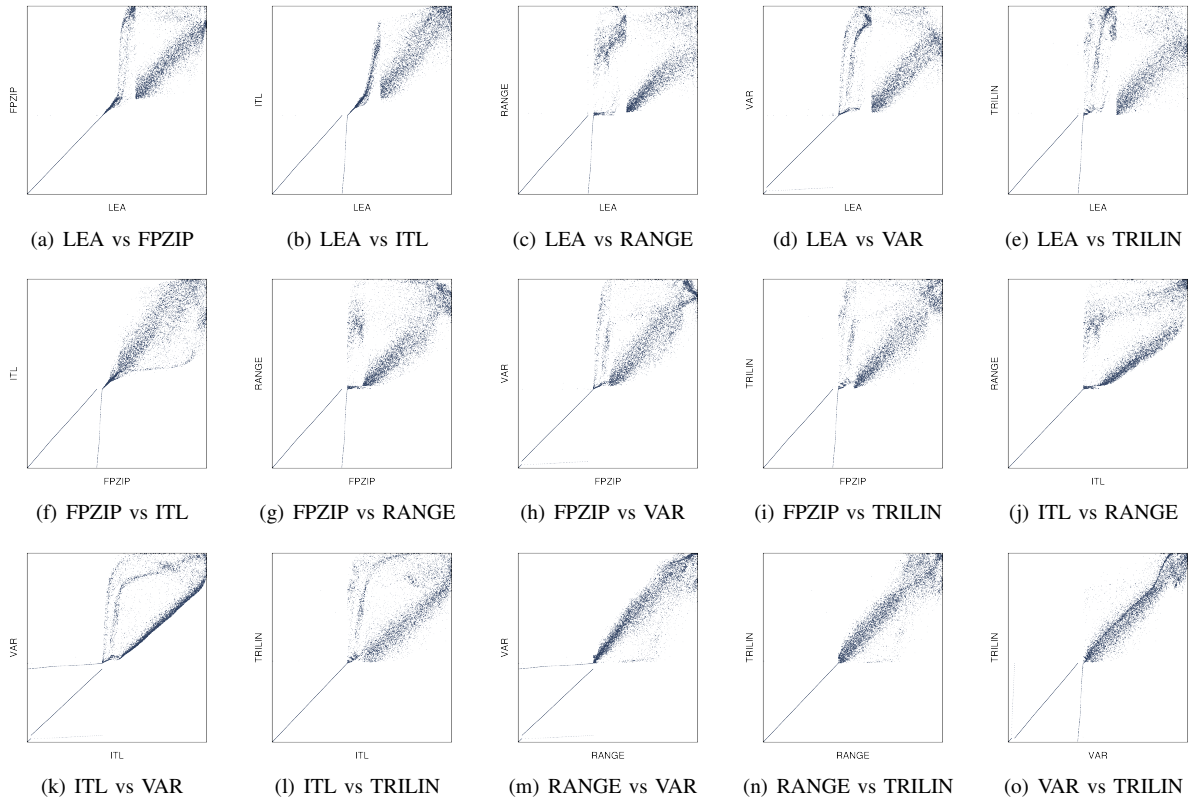 FPZIP
LEA
ITL
LEA
RANGE
LEA
VAR
LEA
TRILIN
LEA
(a) LEA vs FPZIP
(b) LEA vs ITL
(c) LEA vs RANGE
(d) LEA vs VAR
(e) LEA vs TRILIN
ITL
FPZIP
RANGE
FPZIP
VAR
FPZIP
TRILIN
FPZIP
RANGE
ITL
(f) FPZIP vs ITL
(g) FPZIP vs RANGE
(h) FPZIP vs VAR
(i) FPZIP vs TRILIN
(j) ITL vs RANGE
VAR
ITL
TRILIN
ITL
VAR
RANGE
TRILIN
RANGE
TRILIN
VAR
(k) ITL vs VAR
(l) ITL vs TRILIN
(m) RANGE vs VAR
(n) RANGE vs TRILIN
(o) VAR vs TRILIN